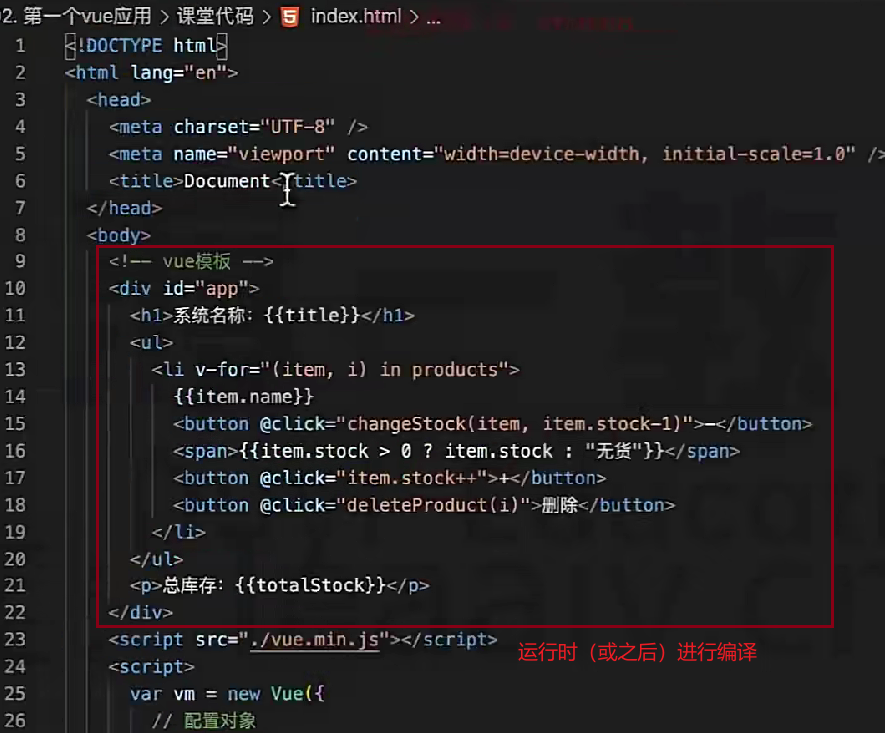 02. 第一个vue应用 > 课堂代码 > index.html > ...
1 <!DOCTYPE html>
2 <html lang="en">
3 <head>
4 <meta charset="UTF-8" />
5 <meta name="viewport" content="width=device-width, initial-scale=1.0" />
6 <title>Document</title>
7 </head>
8 <body>
9 <!-- vue模板 -->
10 <div id="app">
11 <h1>系统名称：{{title}}</h1>
12 <ul>
13 <li v-for="(item, i) in products">
14 {{item.name}}
15 <button @click="changeStock(item, item.stock-1)">-</button>
16 <span>{{item.stock > 0 ? item.stock : "无货"}}</span>
17 <button @click="item.stock++">+</button>
18 <button @click="deleteProduct(i)">删除</button>
19 </li>
20 </ul>
21 <p>总库存：{{totalStock}}</p>
22 </div>
23 <script src="./vue.min.js"></script>
运行时（或之后）进行编译
24 <script>
25 var vm = new Vue({
26 // 配置对象